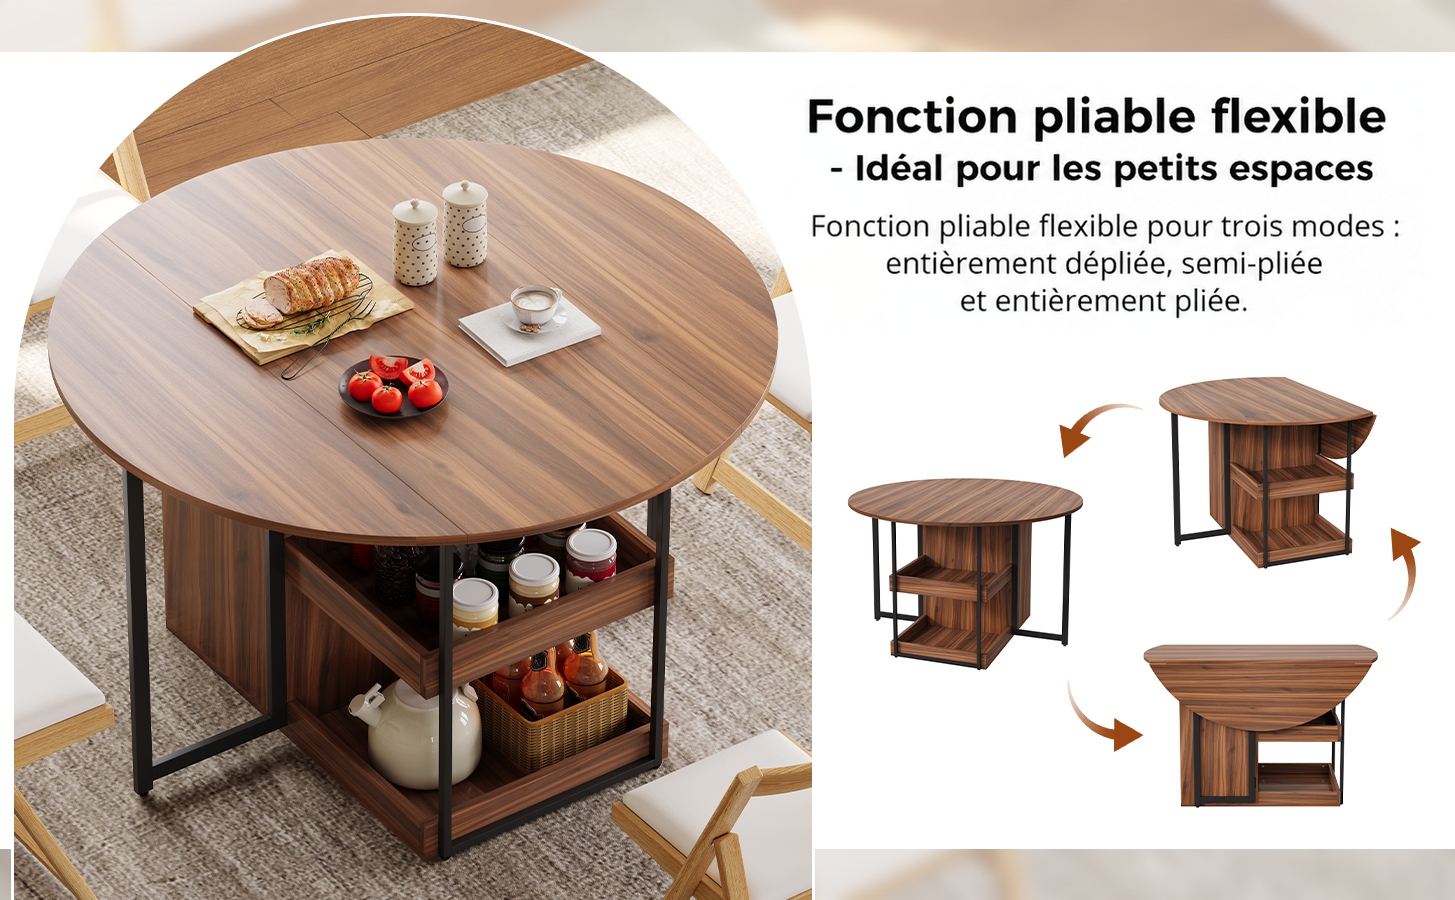 Fonction pliable flexible
- Idéal pour les petits espaces
Fonction pliable flexible pour trois modes :
entièrement dépliée, semi-pliée
et entièrement pliée.